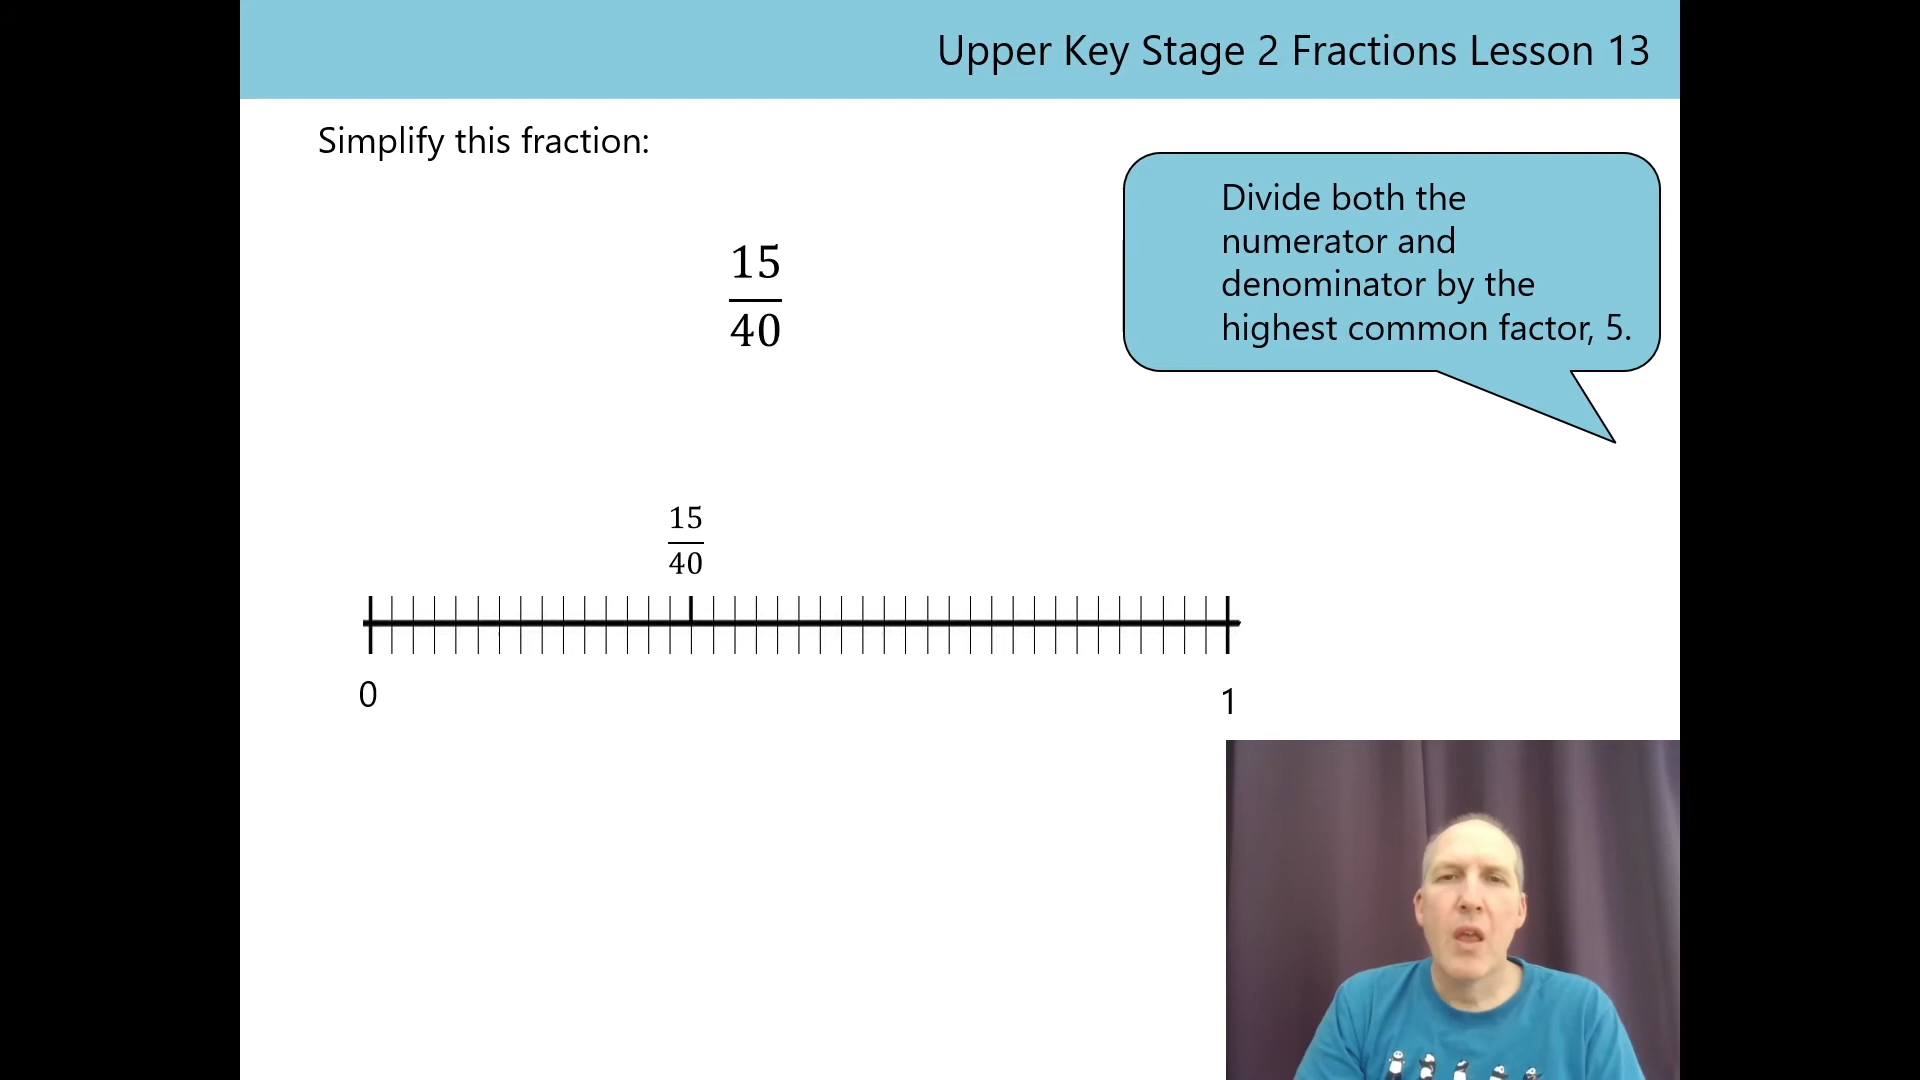 Upper Key Stage 2 Fractions Lesson 13
Simplify this fraction:
Divide both the
numerator and
denominator by the
highest common factor, 5.
15
40
15
40
0
1